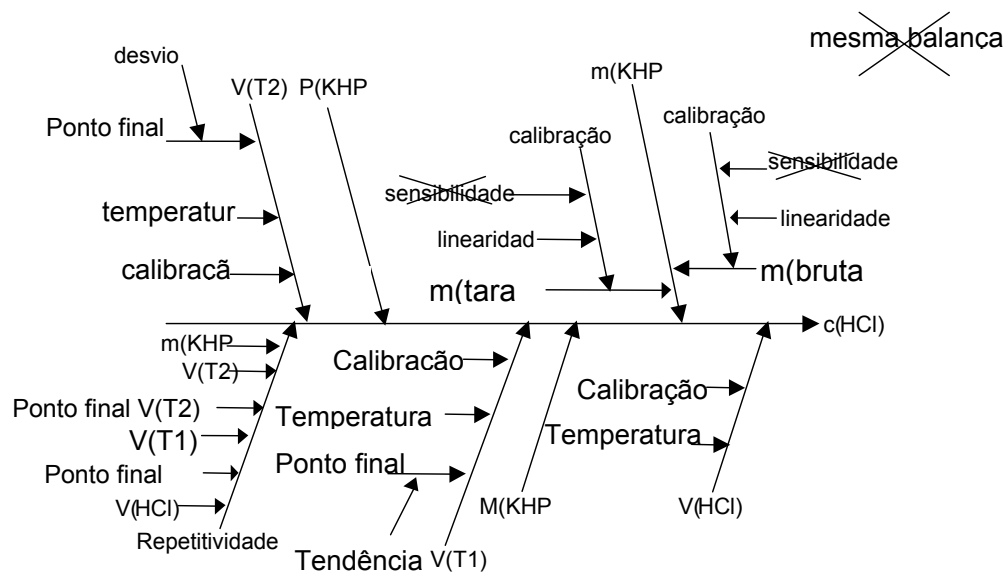 mesma balança
desvio
V(T2)
P(KHP
m(KHP
Ponto final
calibração
calibração
sensibilidade
sensibilidade
temperatur
linearidade
linearidad
calibracã
m(bruta
m(tara
c(HCl)
m(KHP
V(T2)
Calibracão
Calibração
Ponto final V(T2)
Temperatura
V(T1)
Temperatura
Ponto final
Ponto final
V(HCl)
M(KHP
V(HCl)
Repetitividade
Tendência
V(T1)